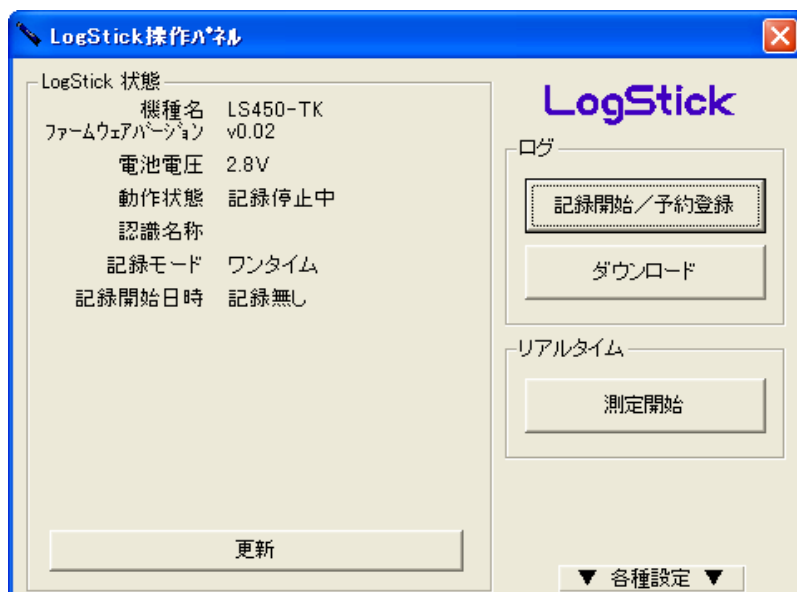 LogStick操作ﾊﾟﾈﾙ
LogStick 状態
機種名 LS450-TK
ﾌｧｰﾑｳｪｱﾊﾞｰｼﾞｮﾝ v0.02
電池電圧 2.8V
動作状態 記録停止中
認識名称
記録モード ワンタイム
記録開始日時 記録無し
更新
LogStick
ログ
記録開始／予約登録
ダウンロード
リアルタイム
測定開始
▼ 各種設定 ▼